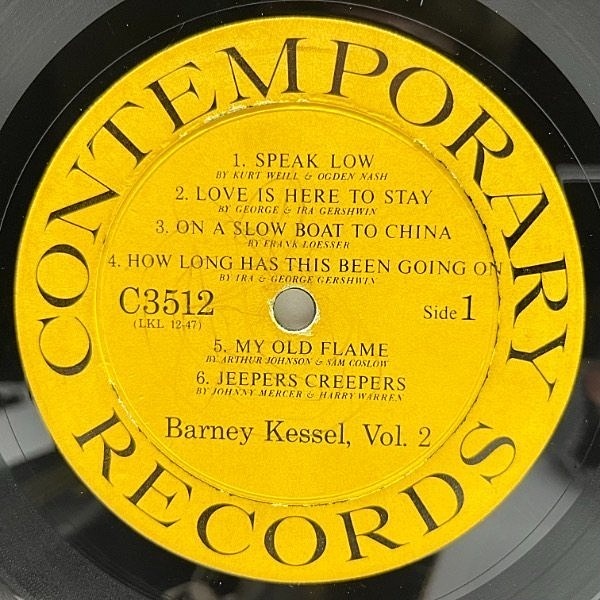 CONTEMPORARY RECORDS
1. SPEAK LOW
BY KURT WEILL & OGDEN NASH
2. LOVE IS HERE TO STAY
BY GEORGE & IRA GERSHWIN
3. ON A SLOW BOAT TO CHINA
BY FRANK LOESSER
4. HOW LONG HAS THIS BEEN GOING ON
BY IRA & GEORGE GERSHWIN
C3512
(LKL 12-47)
Side 1
5. MY OLD FLAME
BY ARTHUR JOHNSON & SAM COSLOW
6. JEEPERS CREEPERS
BY JOHNNY MERCER & HARRY WARREN
Barney Kessel, Vol. 2